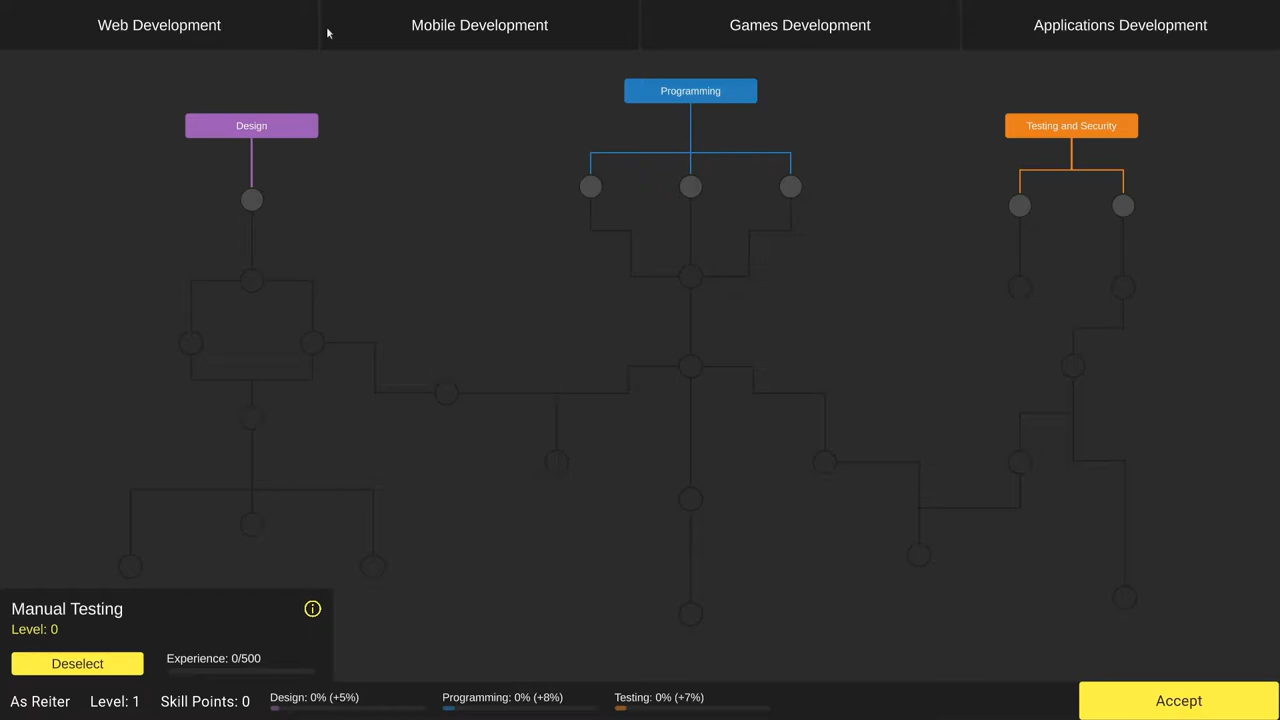 Web Development
Mobile Development
Games Development
Applications Development
Programming
Design
Testing and Security
Manual Testing
Level: 0
Deselect
Experience: 0/500
As Reiter
Level: 1
Skill Points: 0
Design: 0% (+5%)
Programming: 0% (+8%)
Testing: 0% (+7%)
Accept